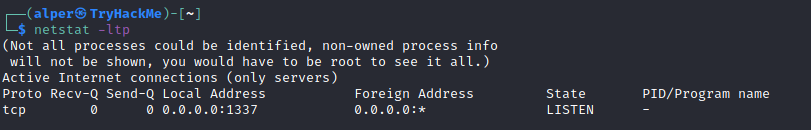 ┌──(alper㉿TryHackMe)-[~]
└─$ netstat -ltp
(Not all processes could be identified, non-owned process info
 will not be shown, you would have to be root to see it all.)
Active Internet connections (only servers)
Proto Recv-Q Send-Q Local Address           Foreign Address         State       PID/Program name
tcp        0      0 0.0.0.0:1337            0.0.0.0:*               LISTEN      -